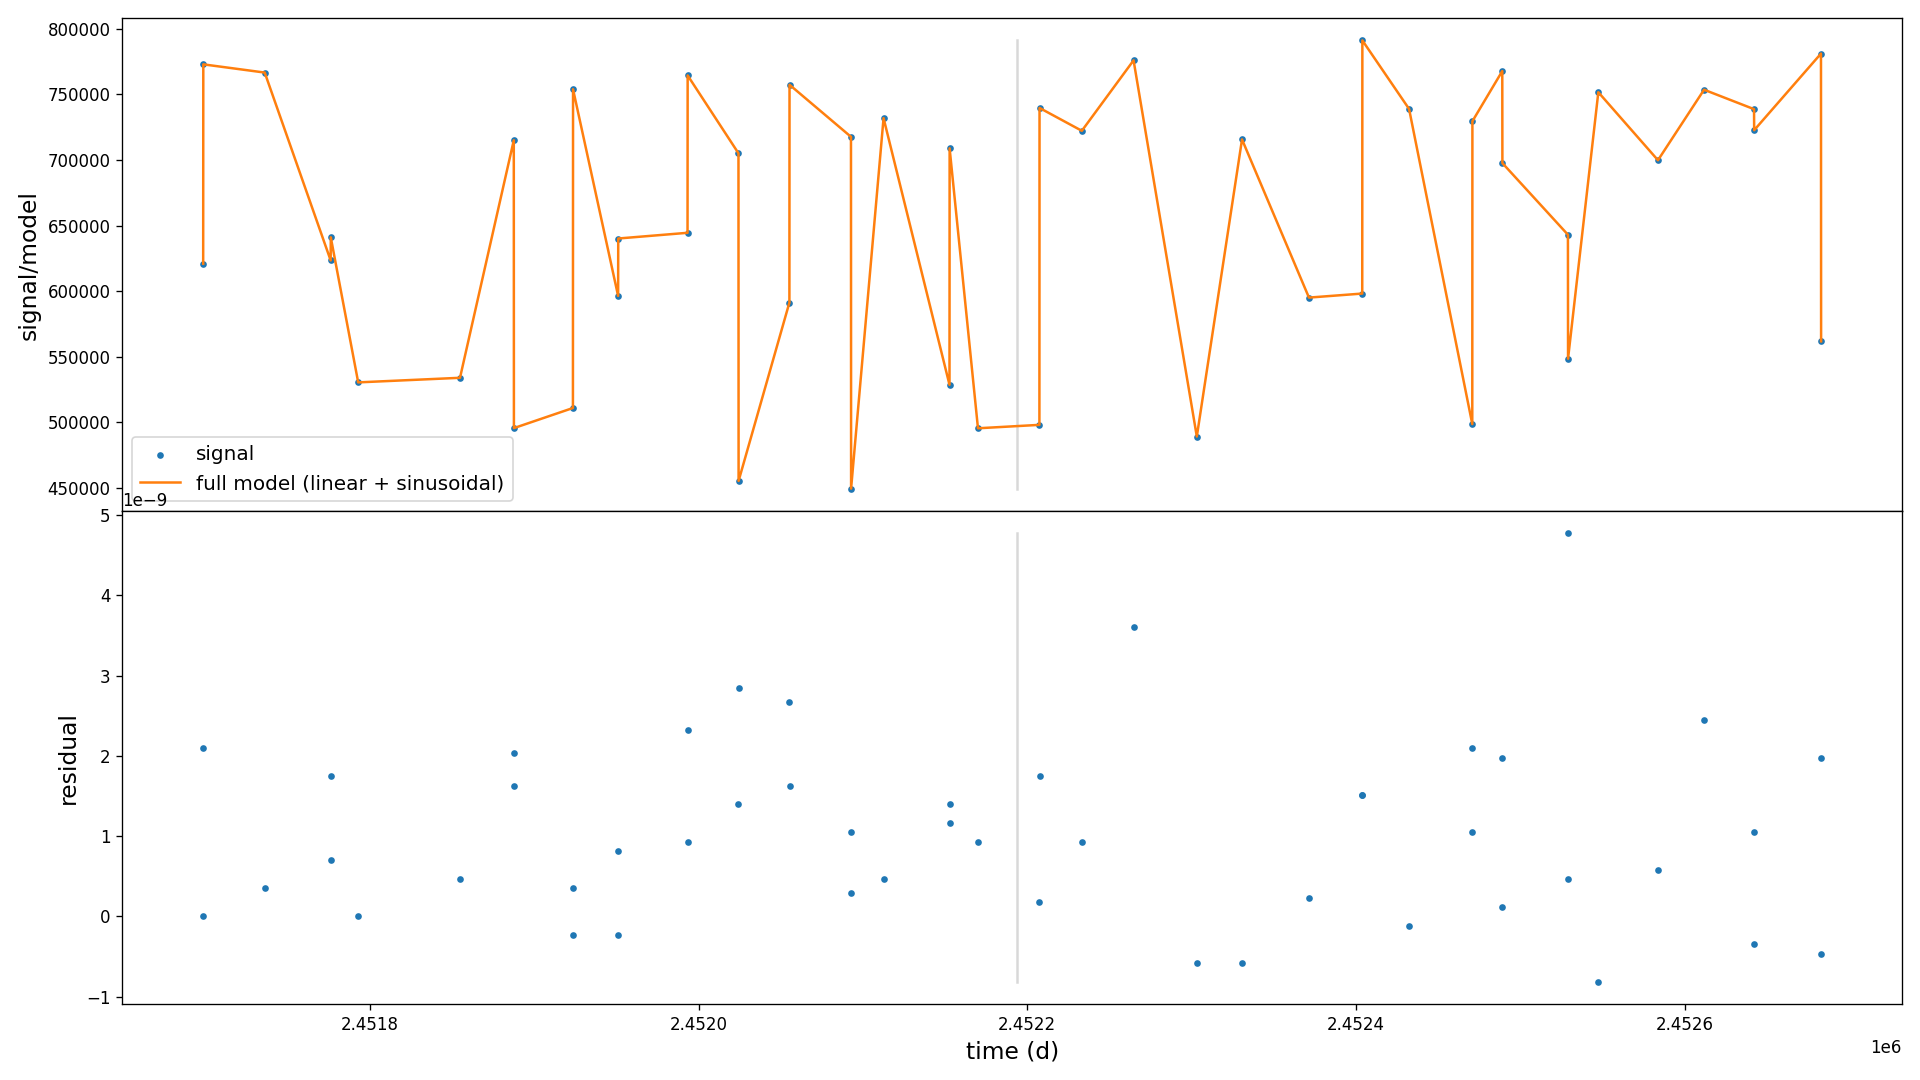 800000
750000
700000
650000
600000
550000
500000
450000
signal/model
signal
full model (linear + sinusoidal)
1e−9
5
4
3
2
1
0
−1
residual
2.4518
2.4520
2.4522
2.4524
2.4526
1e6
time (d)